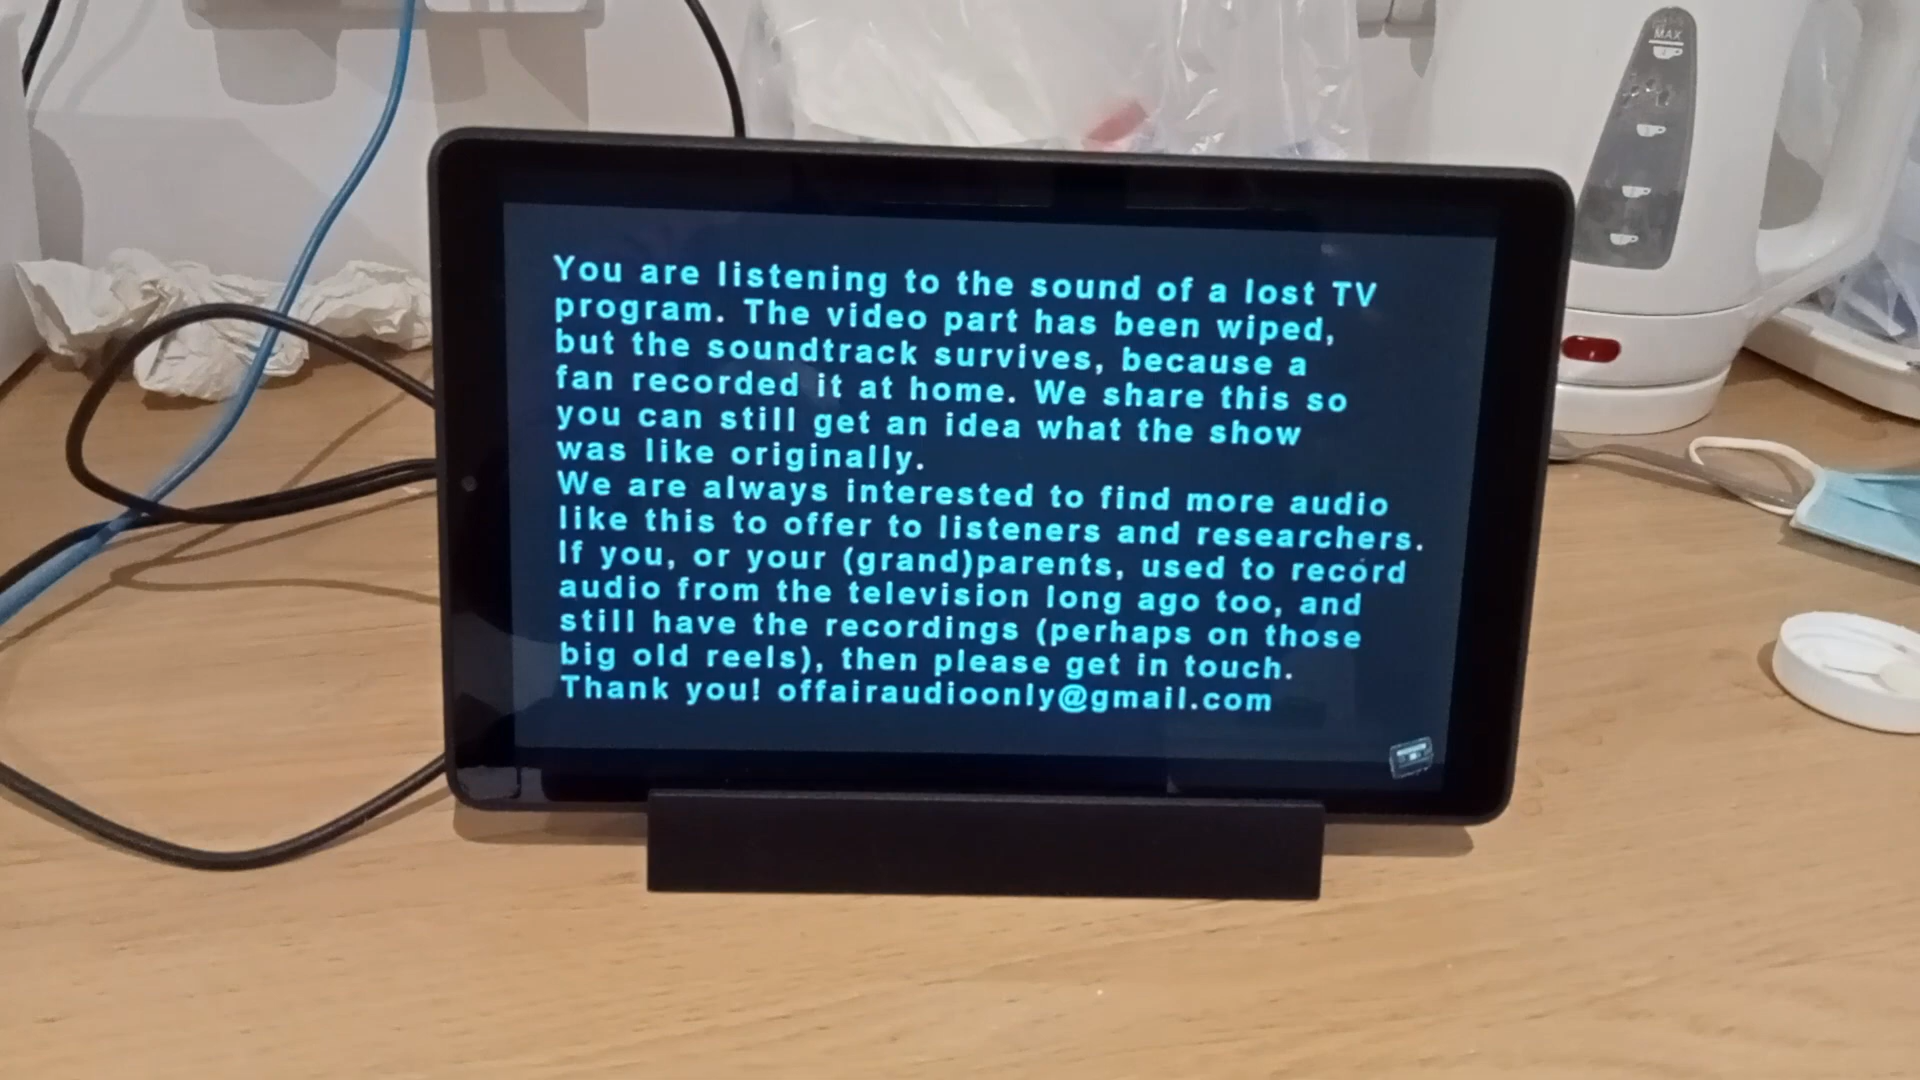 You are listening to the sound of a lost TV
program. The video part has been wiped,
but the soundtrack survives, because a
fan recorded it at home. We share this so
you can still get an idea what the show
was like originally.
We are always interested to find more audio
like this to offer to listeners and researchers.
If you, or your (grand)parents, used to record
audio from the television long ago too, and
still have the recordings (perhaps on those
big old reels), then please get in touch.
Thank you! offairaudioonly@gmail.com
MAX